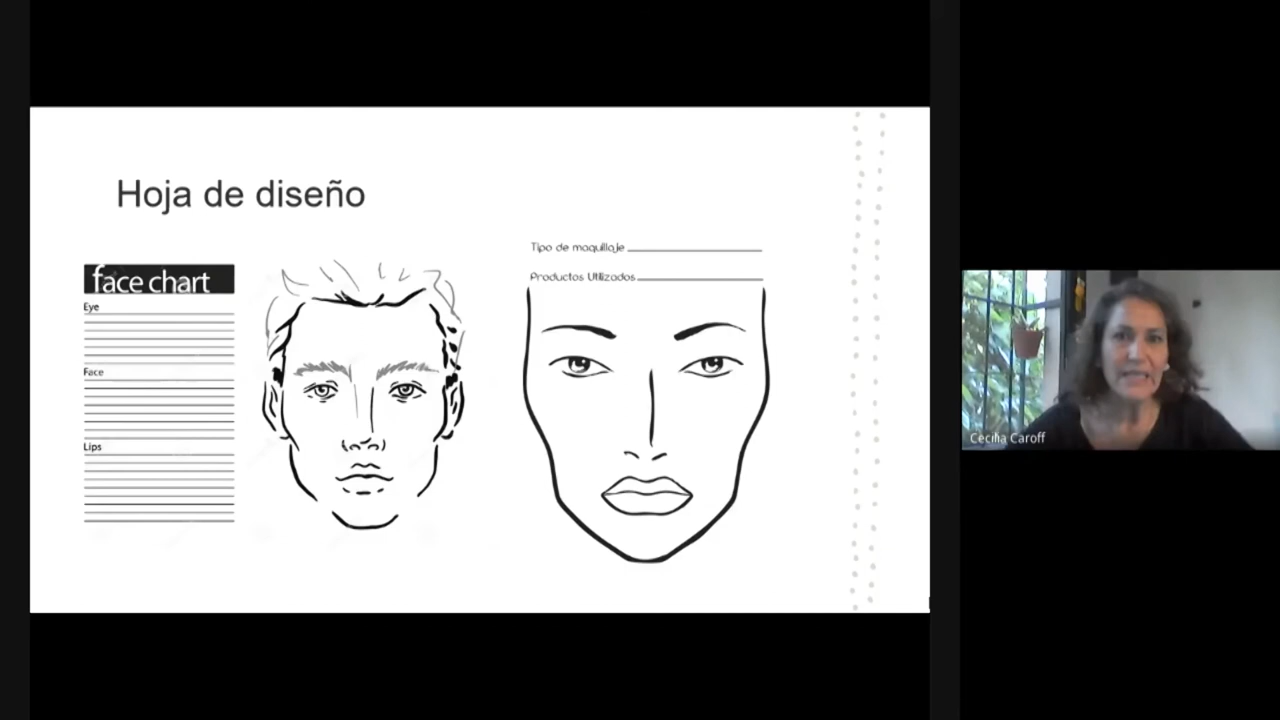 Hoja de diseño
face chart
Eye
Face
Lips
Tipo de maquillaje
Productos Utilizados
Cecilia Caroff